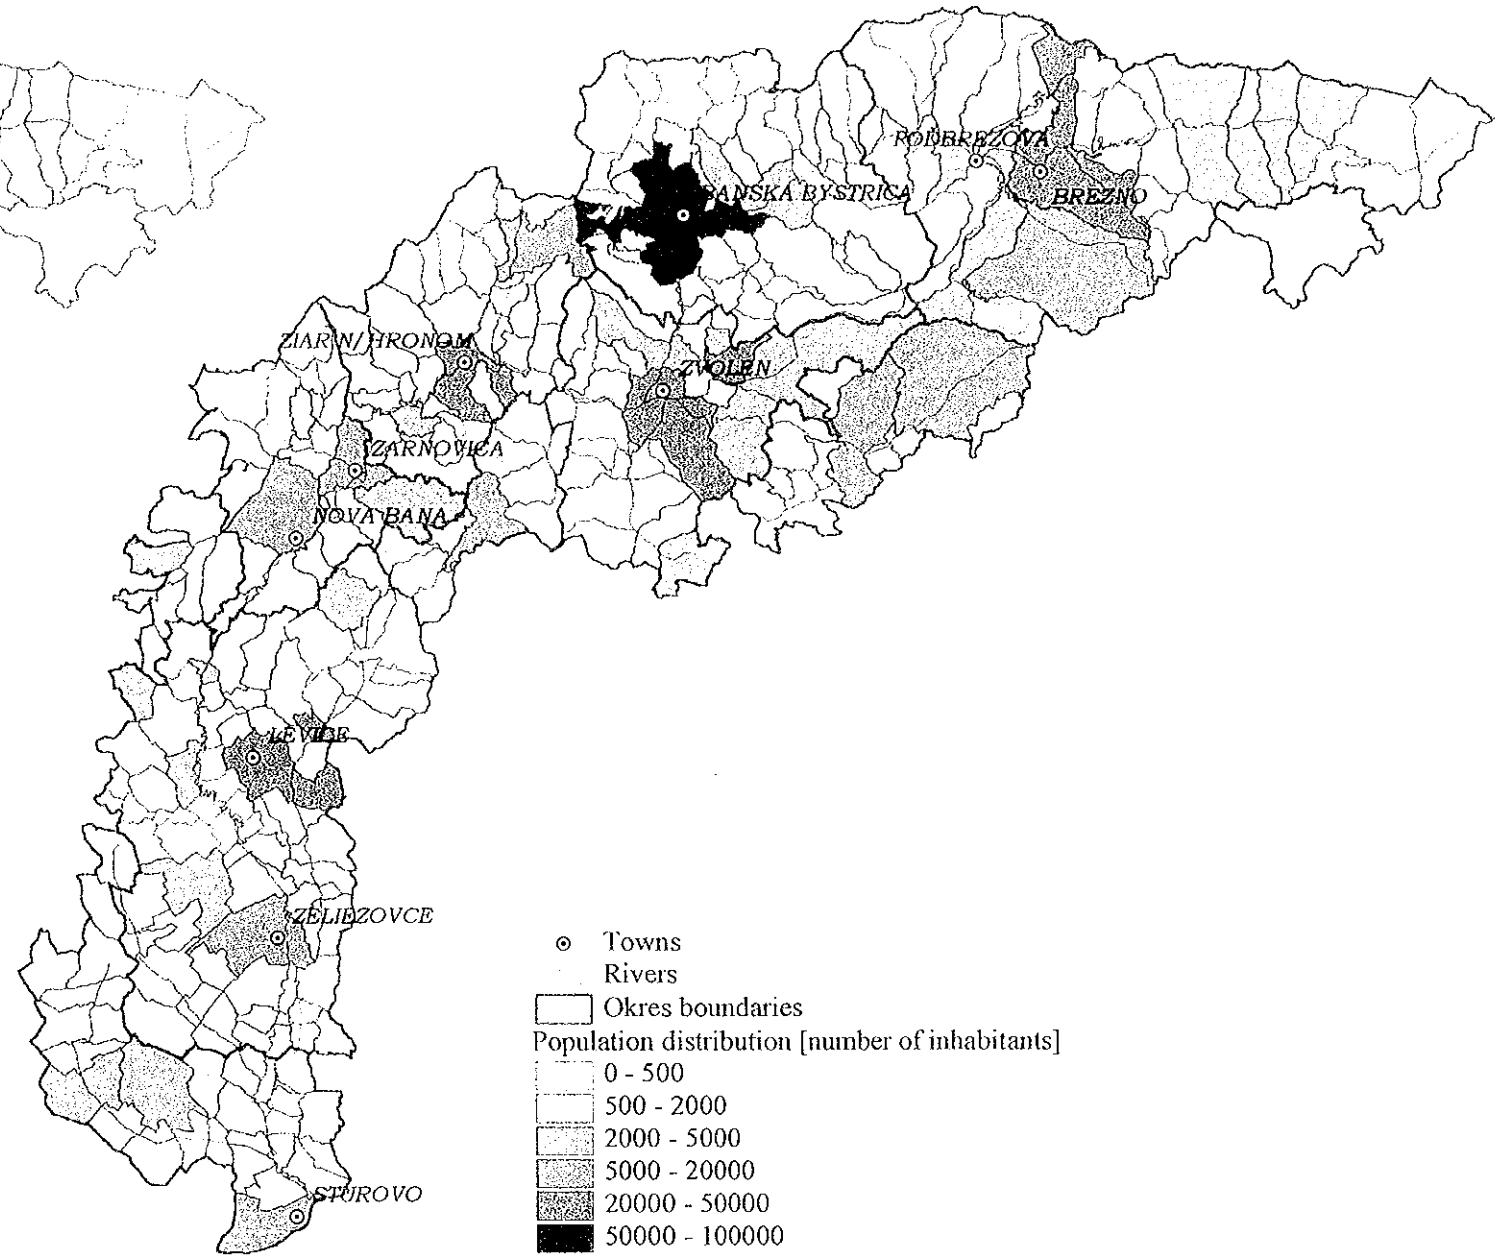 PODBREZOVA
BANSKA BYSTRICA
BREZNO
ZIAR N/HRONOM
ZVOLEN
ZARNOVICA
NOVA BANA
LEVICE
ZELIEZOVCE
STUROVO
Towns
Rivers
Okres boundaries
Population distribution [number of inhabitants]
0 - 500
500 - 2000
2000 - 5000
5000 - 20000
20000 - 50000
50000 - 100000